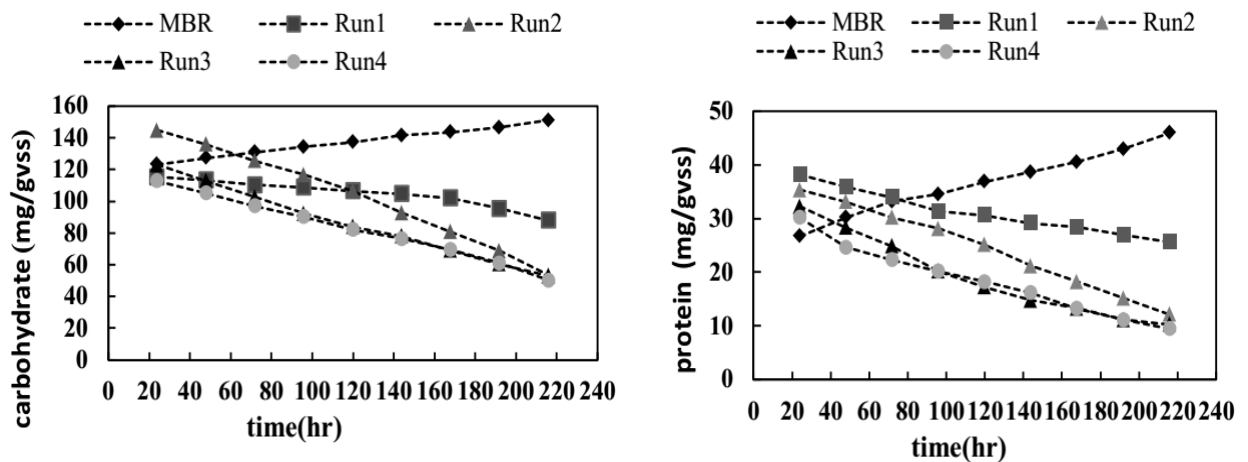 MBR Run1 Run2
Run3 Run4
160
140
120
100
80
60
40
20
0
carbohydrate (mg/gvss)
0 20 40 60 80 100 120 140 160 180 200 220 240
time(hr)
MBR Run1 Run2
Run3 Run4
50
40
30
20
10
0
protein (mg/gvss)
0 20 40 60 80 100 120 140 160 180 200 220 240
time(hr)